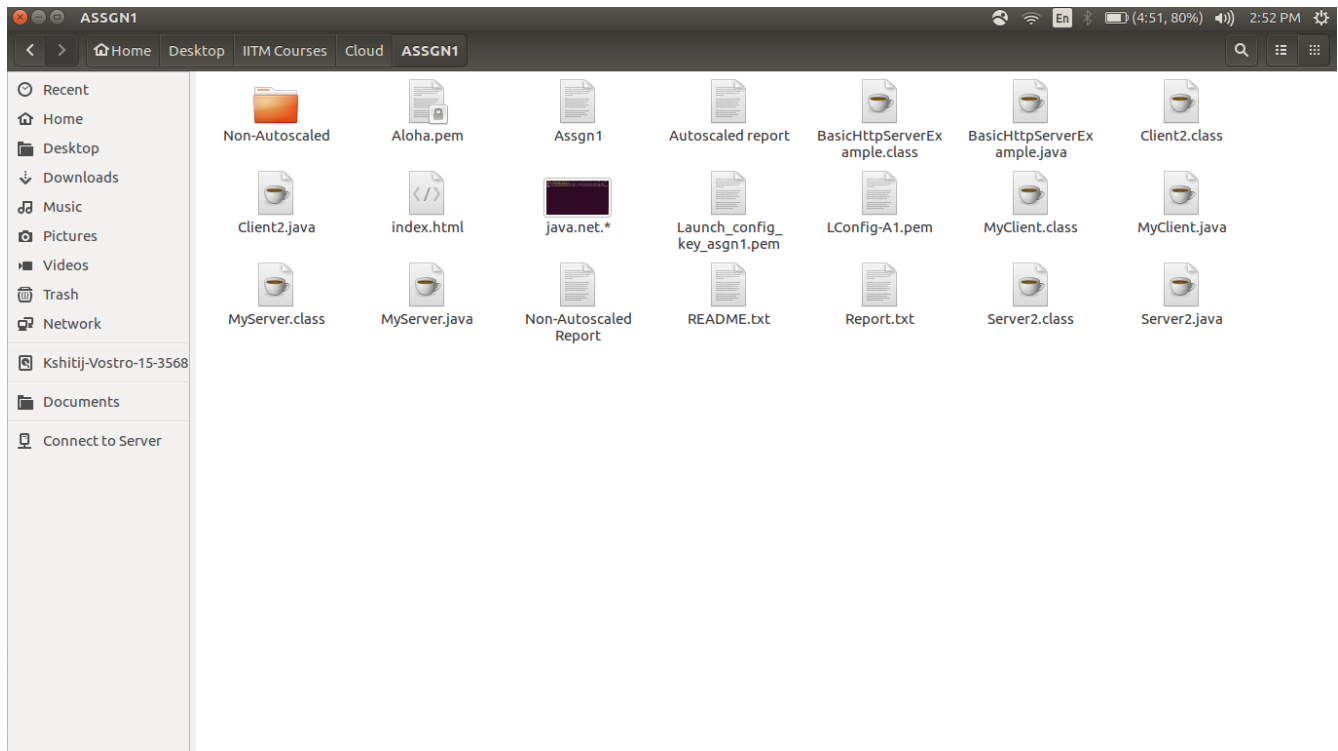 ASSGN1
En
(4:51, 80%)
2:52 PM
Home
Desktop
IITM Courses
Cloud
ASSGN1
Recent
Home
Desktop
Downloads
Music
Pictures
Videos
Trash
Network
Kshitij-Vostro-15-3568
Documents
Connect to Server
Non-Autoscaled
Aloha.pem
Assgn1
Autoscaled report
BasicHttpServerEx
ample.class
BasicHttpServerEx
ample.java
Client2.class
Client2.java
index.html
java.net.*
Launch_config_
key_asgn1.pem
LConfig-A1.pem
MyClient.class
MyClient.java
MyServer.class
MyServer.java
Non-Autoscaled
Report
README.txt
Report.txt
Server2.class
Server2.java